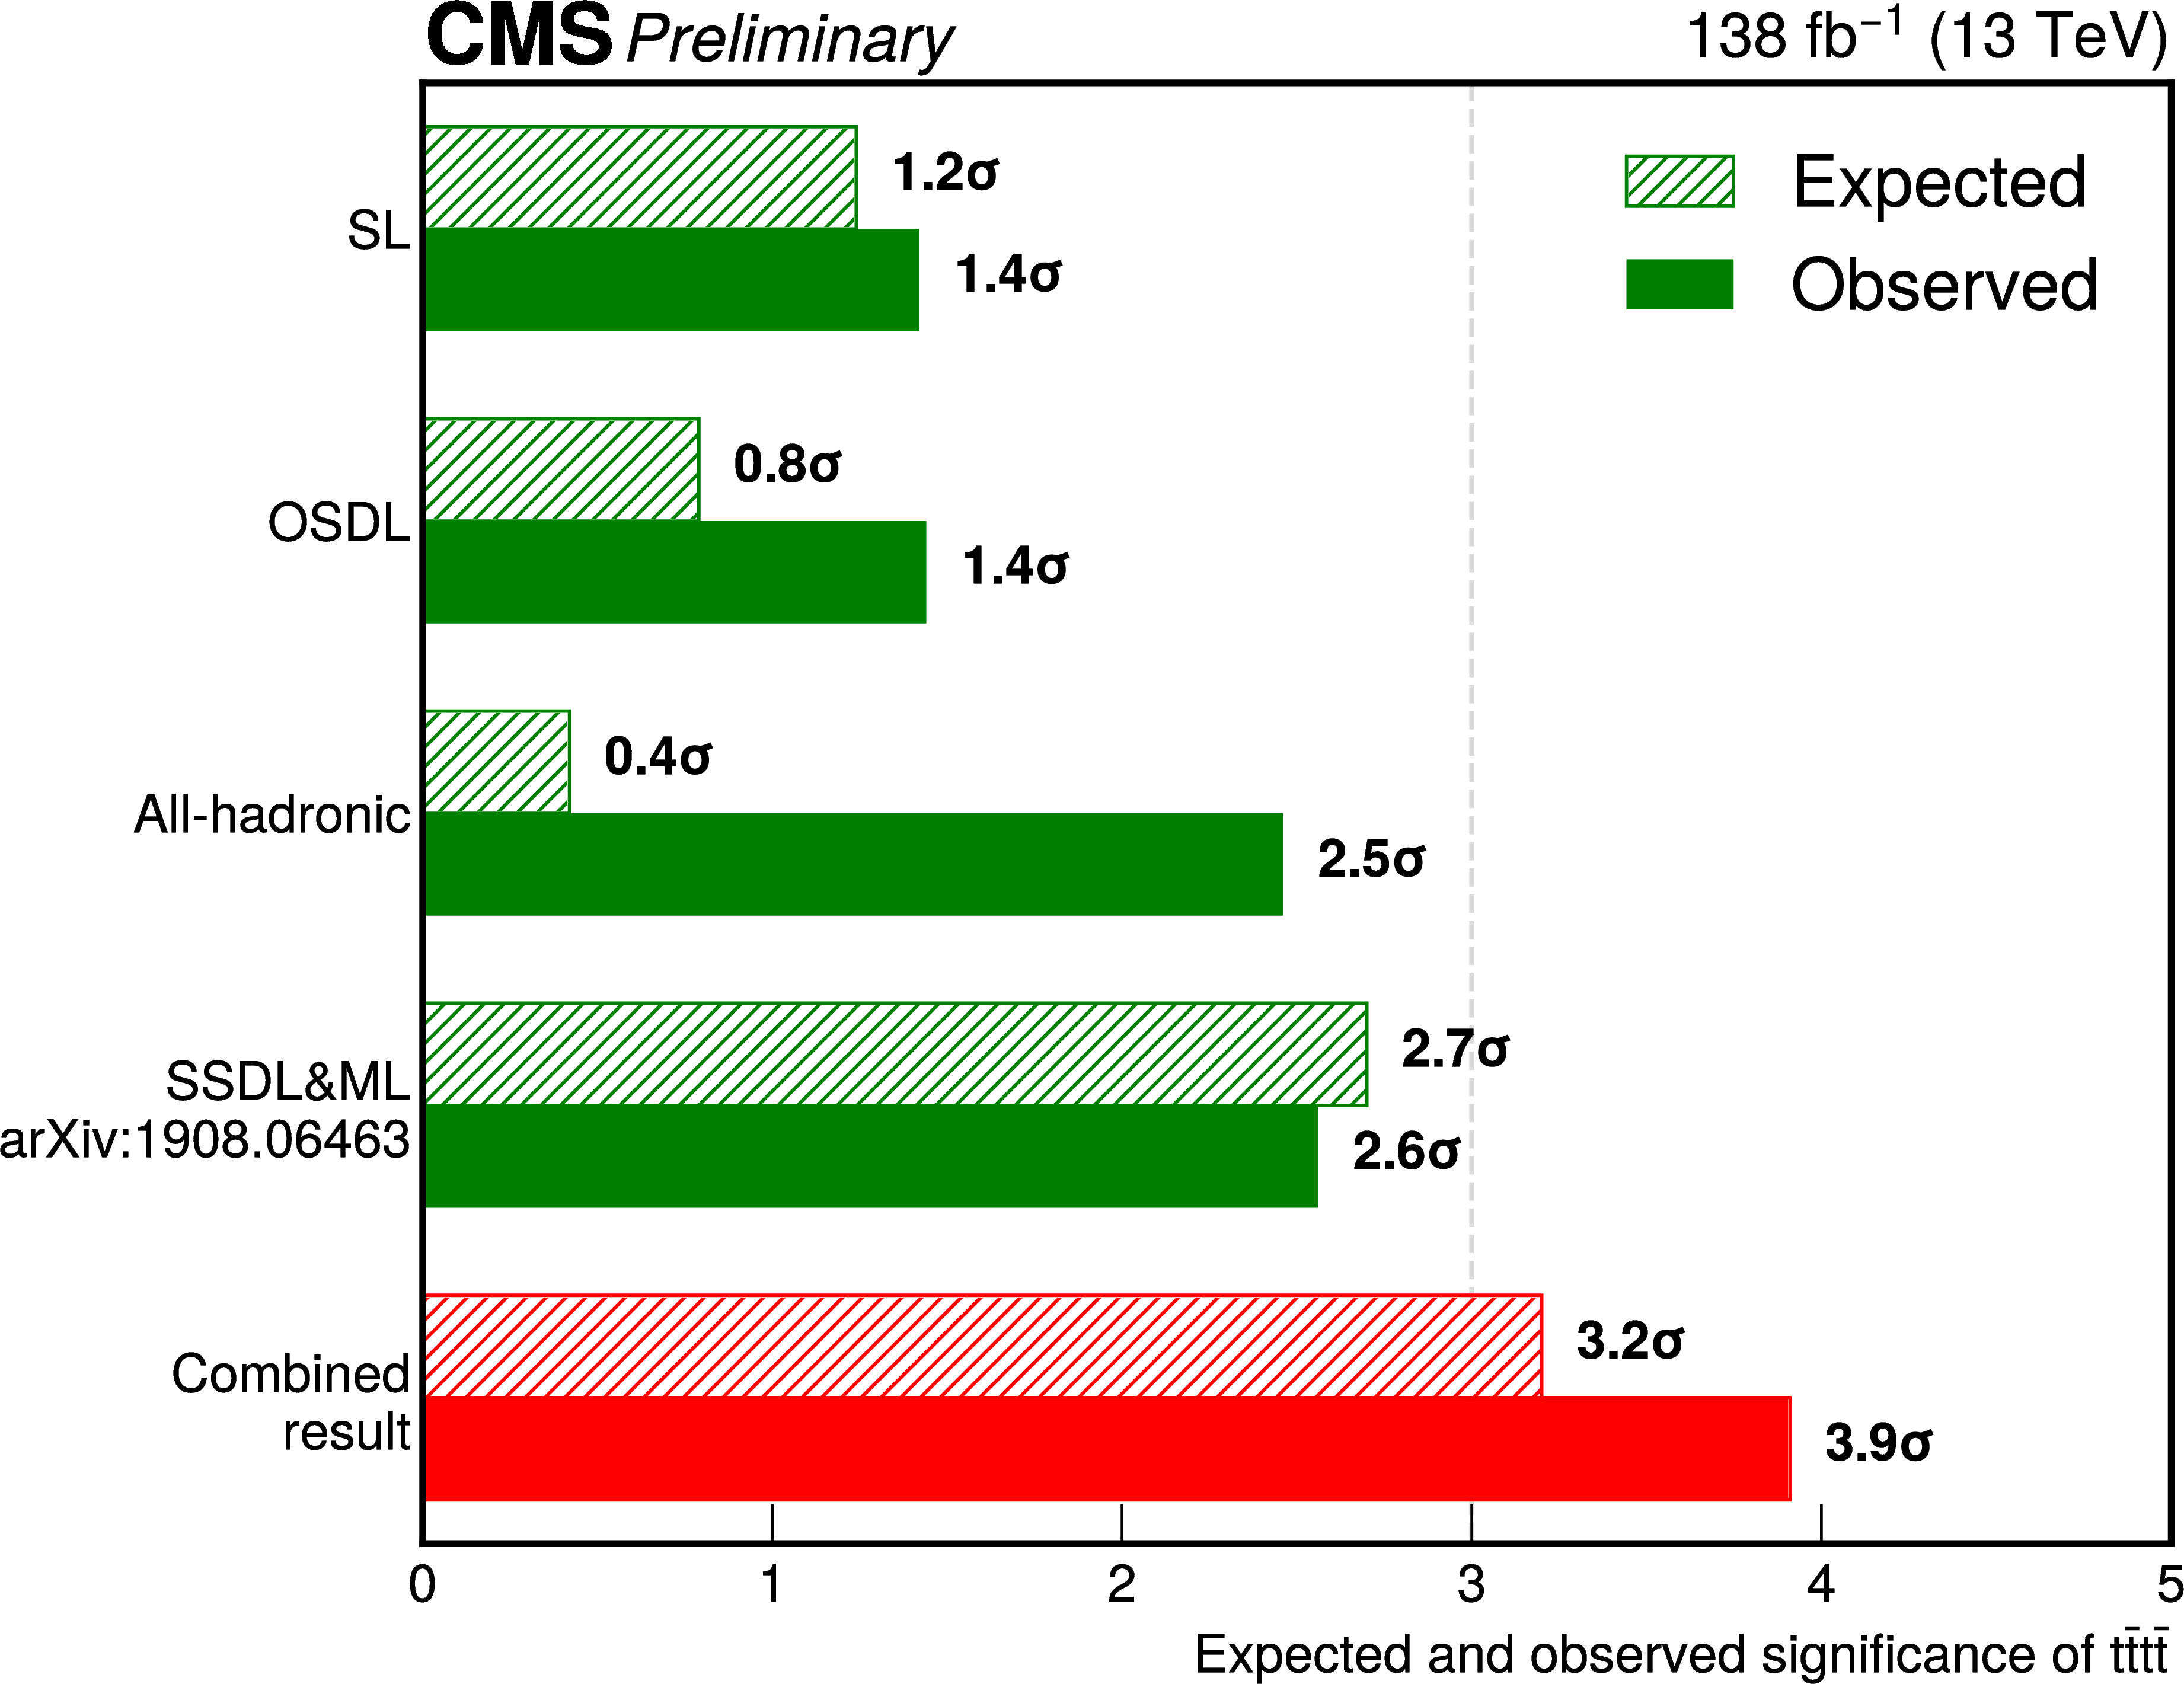 CMS Preliminary 138 fb⁻¹ (13 TeV)
Expected
Observed
SL
1.2σ
1.4σ
OSDL
0.8σ
1.4σ
All-hadronic
0.4σ
2.5σ
SSDL&ML
arXiv:1908.06463
2.7σ
2.6σ
Combined
result
3.2σ
3.9σ
0 1 2 3 4 5
Expected and observed significance of tt̄tt̄